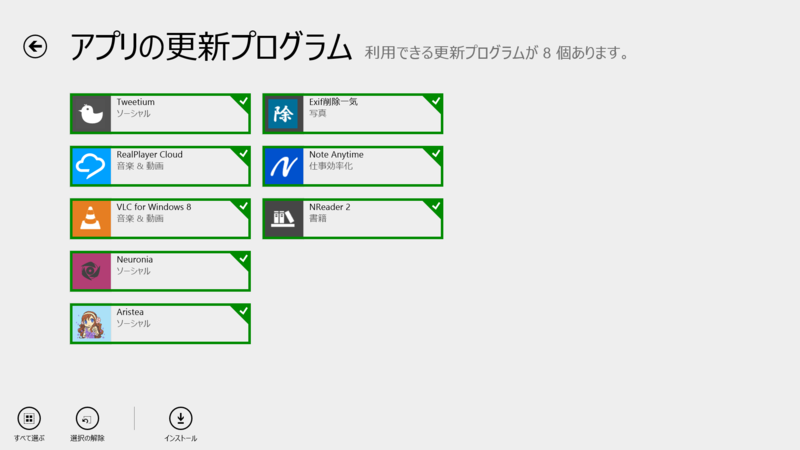 アプリの更新プログラム 利用できる更新プログラムが 8 個あります。
Tweetium
ソーシャル
RealPlayer Cloud
音楽 & 動画
VLC for Windows 8
音楽 & 動画
Neuronia
ソーシャル
Aristea
ソーシャル
Exif削除一気
除
写真
Note Anytime
仕事効率化
NReader 2
書籍
すべて選ぶ
選択の解除
インストール